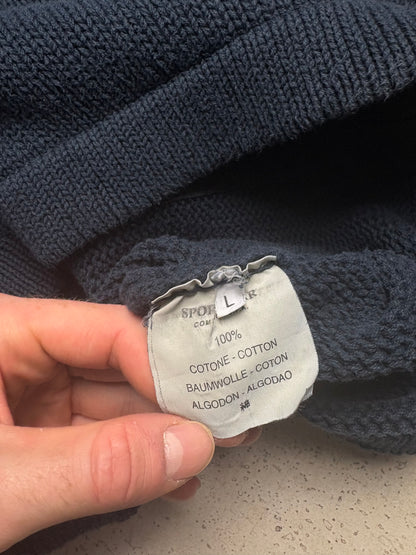 L
100%
COTONE - COTTON
BAUMWOLLE - COTON
ALGODON - ALGODAO